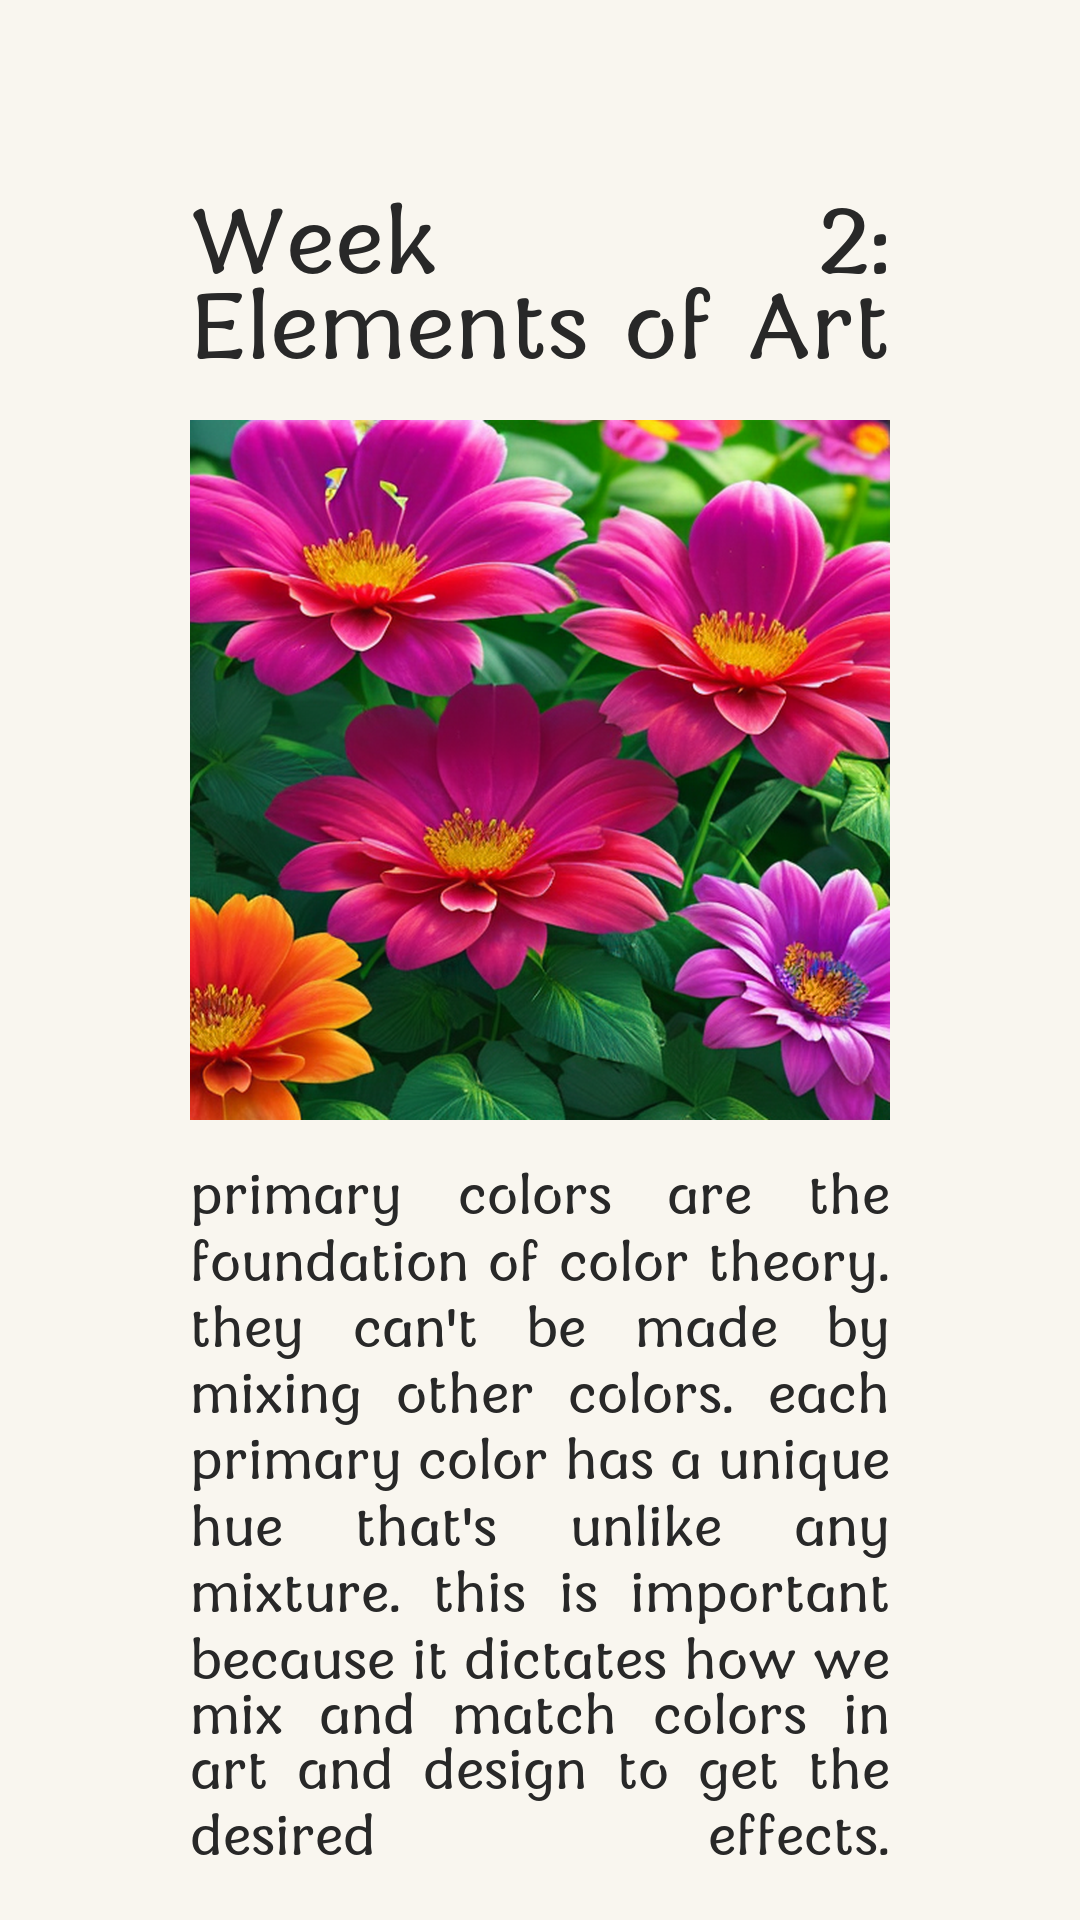 Week 2:
Elements of Art
primary colors are the
foundation of color theory.
they can't be made by
mixing other colors. each
primary color has a unique
hue that's unlike any
mixture. this is important
because it dictates how we
mix and match colors in
art and design to get the
desired effects.